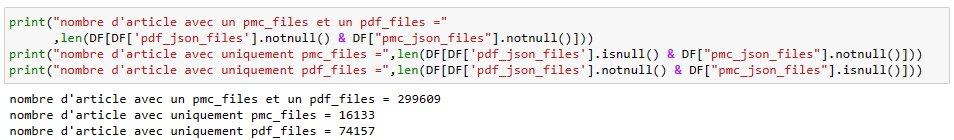 print("nombre d'article avec un pmc_files et un pdf_files ="
,len(DF[DF['pdf_json_files'].notnull() & DF["pmc_json_files"].notnull()]))
print("nombre d'article avec uniquement pmc_files =",len(DF[DF['pdf_json_files'].isnull() & DF["pmc_json_files"].notnull()]))
print("nombre d'article avec uniquement pdf_files =",len(DF[DF['pdf_json_files'].notnull() & DF["pmc_json_files"].isnull()]))
nombre d'article avec un pmc_files et un pdf_files = 299609
nombre d'article avec uniquement pmc_files = 16133
nombre d'article avec uniquement pdf_files = 74157